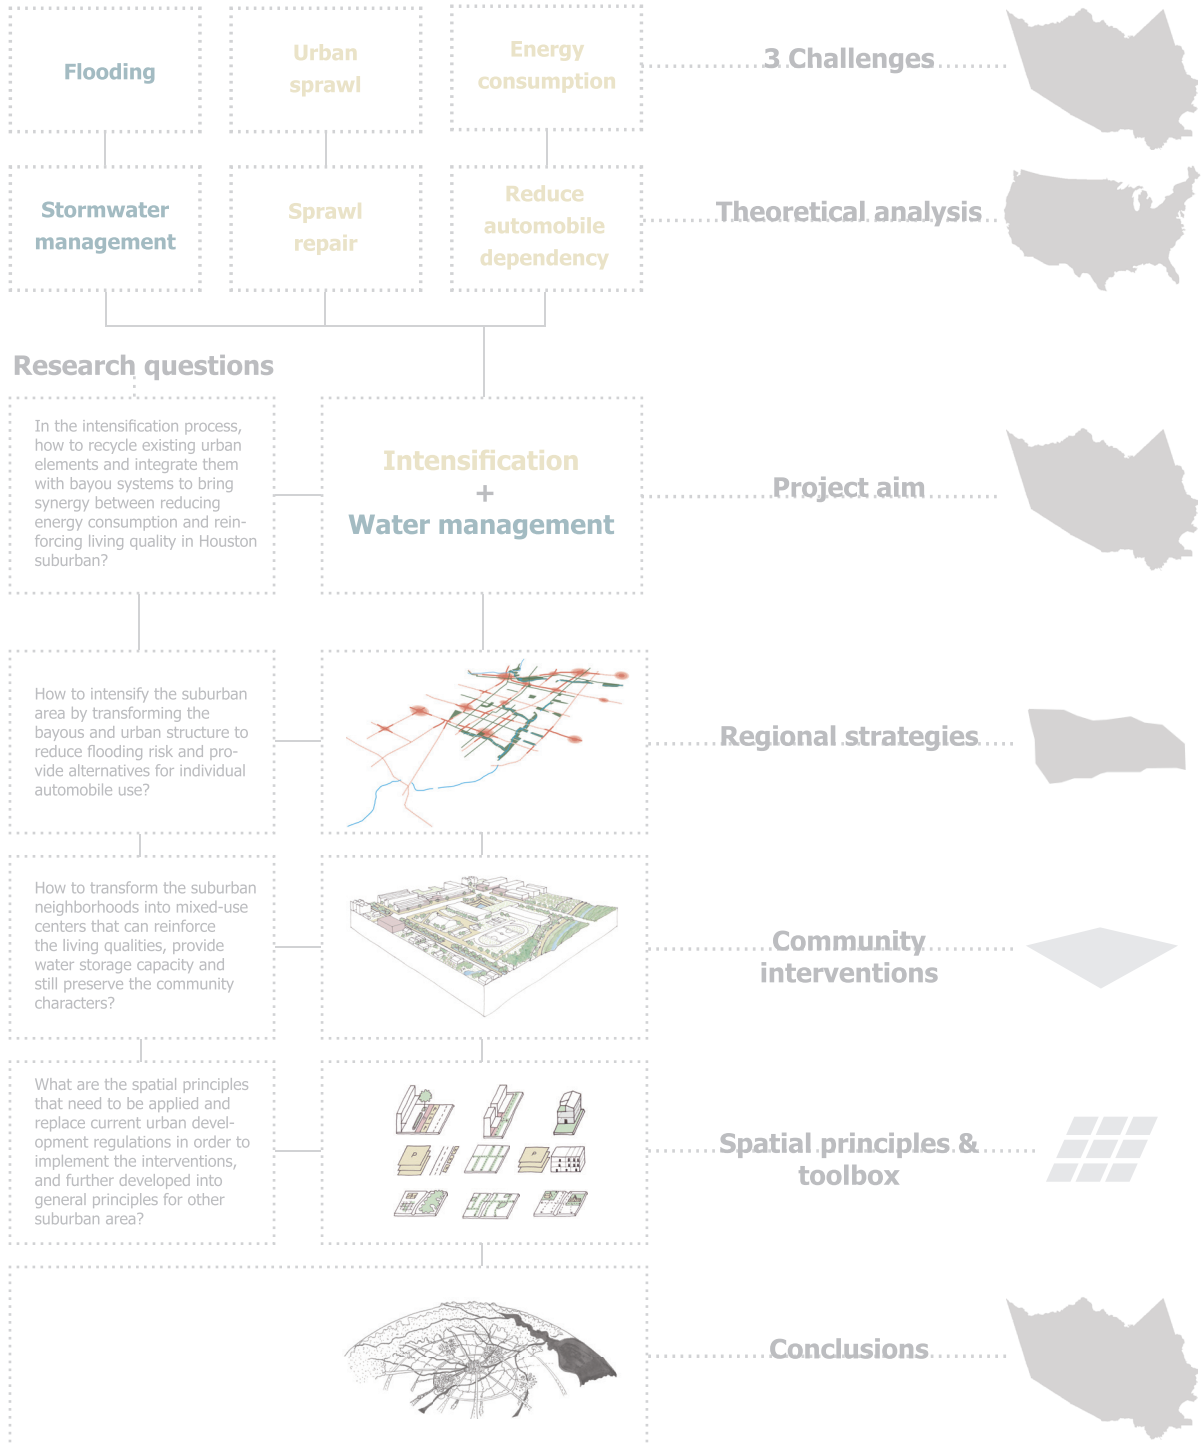 Flooding
Urban
sprawl
Energy
consumption
3 Challenges
Stormwater
management
Sprawl
repair
Reduce
automobile
dependency
Theoretical analysis
Research questions
In the intensification process,
how to recycle existing urban
elements and integrate them
with bayou systems to bring
synergy between reducing
energy consumption and rein-
forcing living quality in Houston
suburban?
Intensification
+
Water management
Project aim
How to intensify the suburban
area by transforming the
bayous and urban structure to
reduce flooding risk and pro-
vide alternatives for individual
automobile use?
Regional strategies
How to transform the suburban
neighborhoods into mixed-use
centers that can reinforce
the living qualities, provide
water storage capacity and
still preserve the community
characters?
Community
interventions
What are the spatial principles
that need to be applied and
replace current urban devel-
opment regulations in order to
implement the interventions,
and further developed into
general principles for other
suburban area?
P
P
Spatial principles &
toolbox
Conclusions